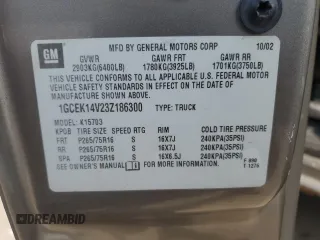 GM
MFD BY GENERAL MOTORS CORP 10/02
GVWR GAWR FRT GAWR RR
2903KG(6400LB) 1780KG(3925LB) 1701KG(3750LB)
THIS VEHICLE CONFORMS TO ALL APPLICABLE U.S. FEDERAL MOTOR
VEHICLE SAFETY STANDARDS IN EFFECT ON THE DATE OF
MANUFACTURE SHOWN ABOVE.
1GCEK14V23Z186300 TYPE: TRUCK
MODEL: K15703
KPGB TIRE SIZE SPEED RTG RIM COLD TIRE PRESSURE
FRT P265/75R16 S 16X7J 240KPA(35PSI)
RR P265/75R16 S 16X7J 240KPA(35PSI)
SPA P265/75R16 S 16X6.5J 240KPA(35PSI)
SEE OWNER'S MANUAL FOR MORE INFORMATION.
DREAMBID